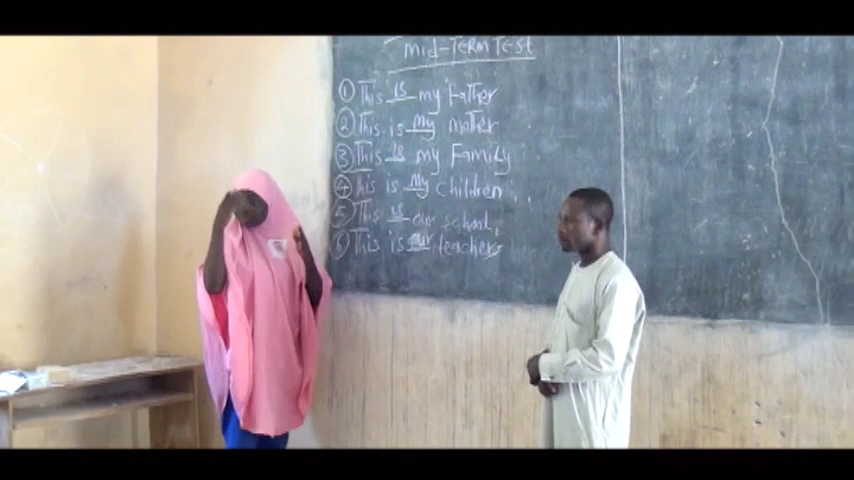 mid-TERM Test
① This is my Father
② This is my mother
③ This is my Family
④ This is my children
⑤ This is our school,
⑥ This is our teachers